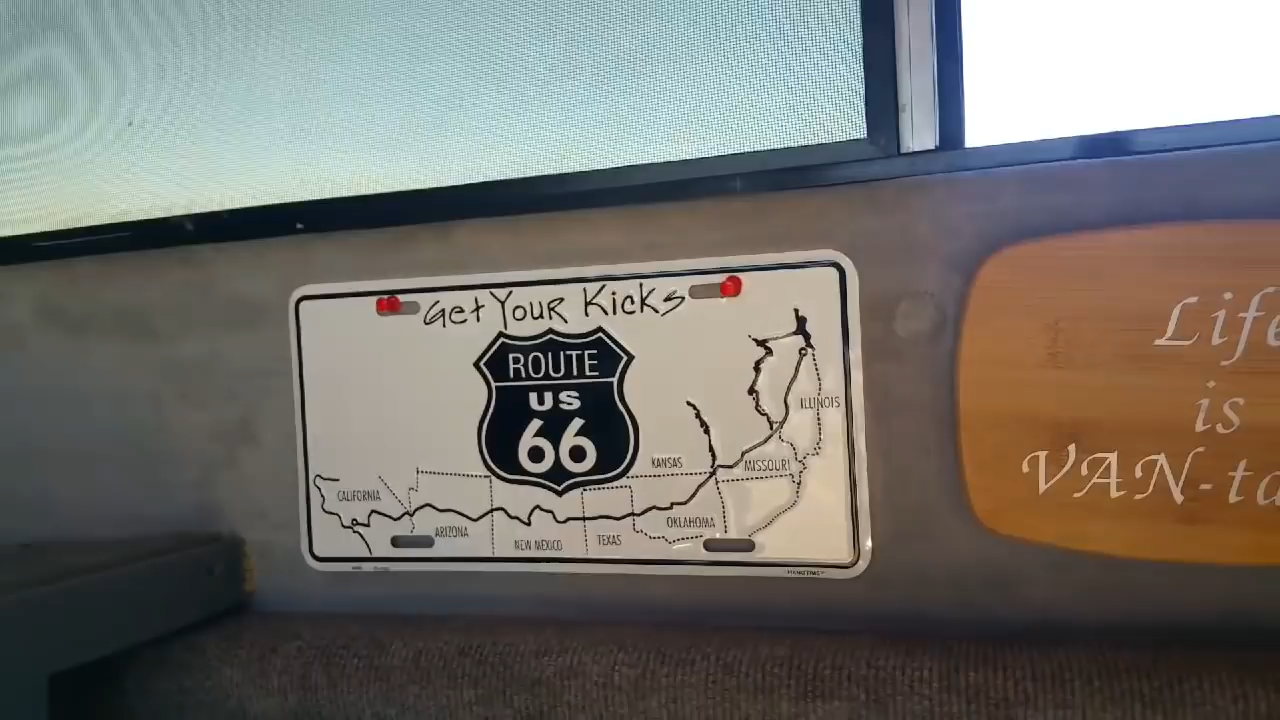 Get Your Kicks
ROUTE
US
66
ILLINOIS
KANSAS
MISSOURI
CALIFORNIA
ARIZONA
NEW MEXICO
TEXAS
OKLAHOMA
Life
is
VAN-ta